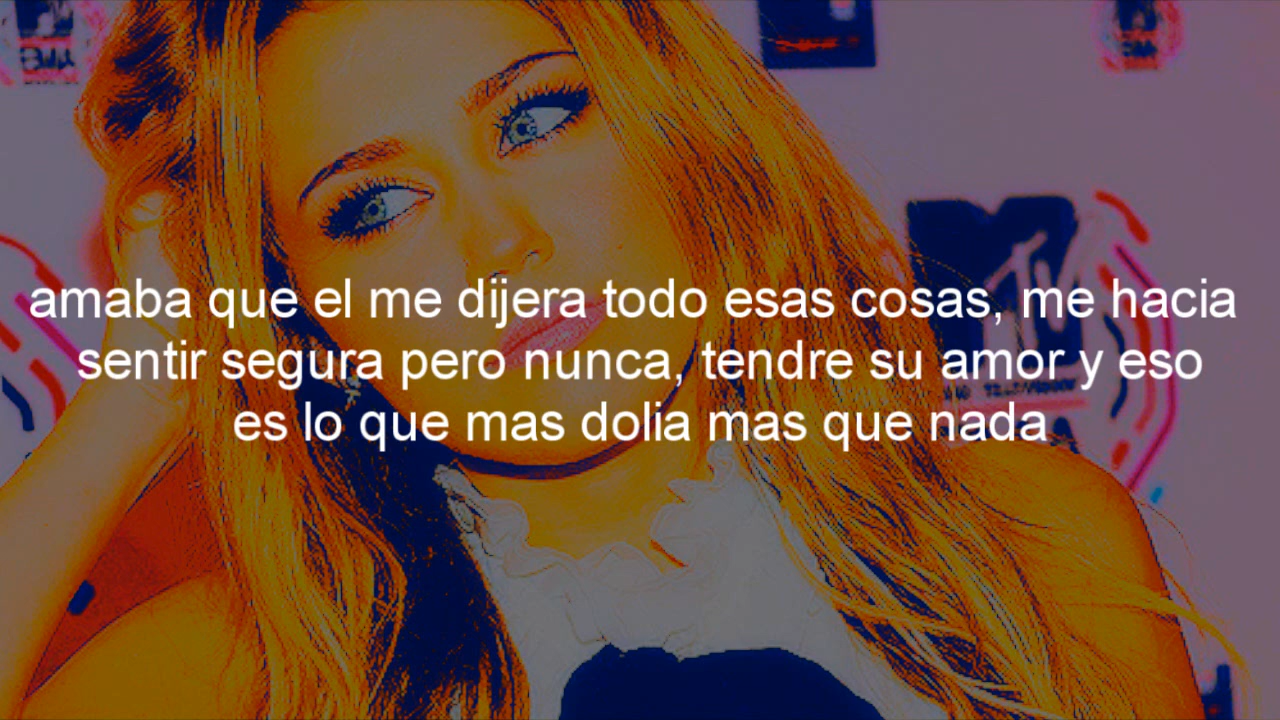 amaba que el me dijera todo esas cosas, me hacia
sentir segura pero nunca, tendre su amor y eso
es lo que mas dolia mas que nada